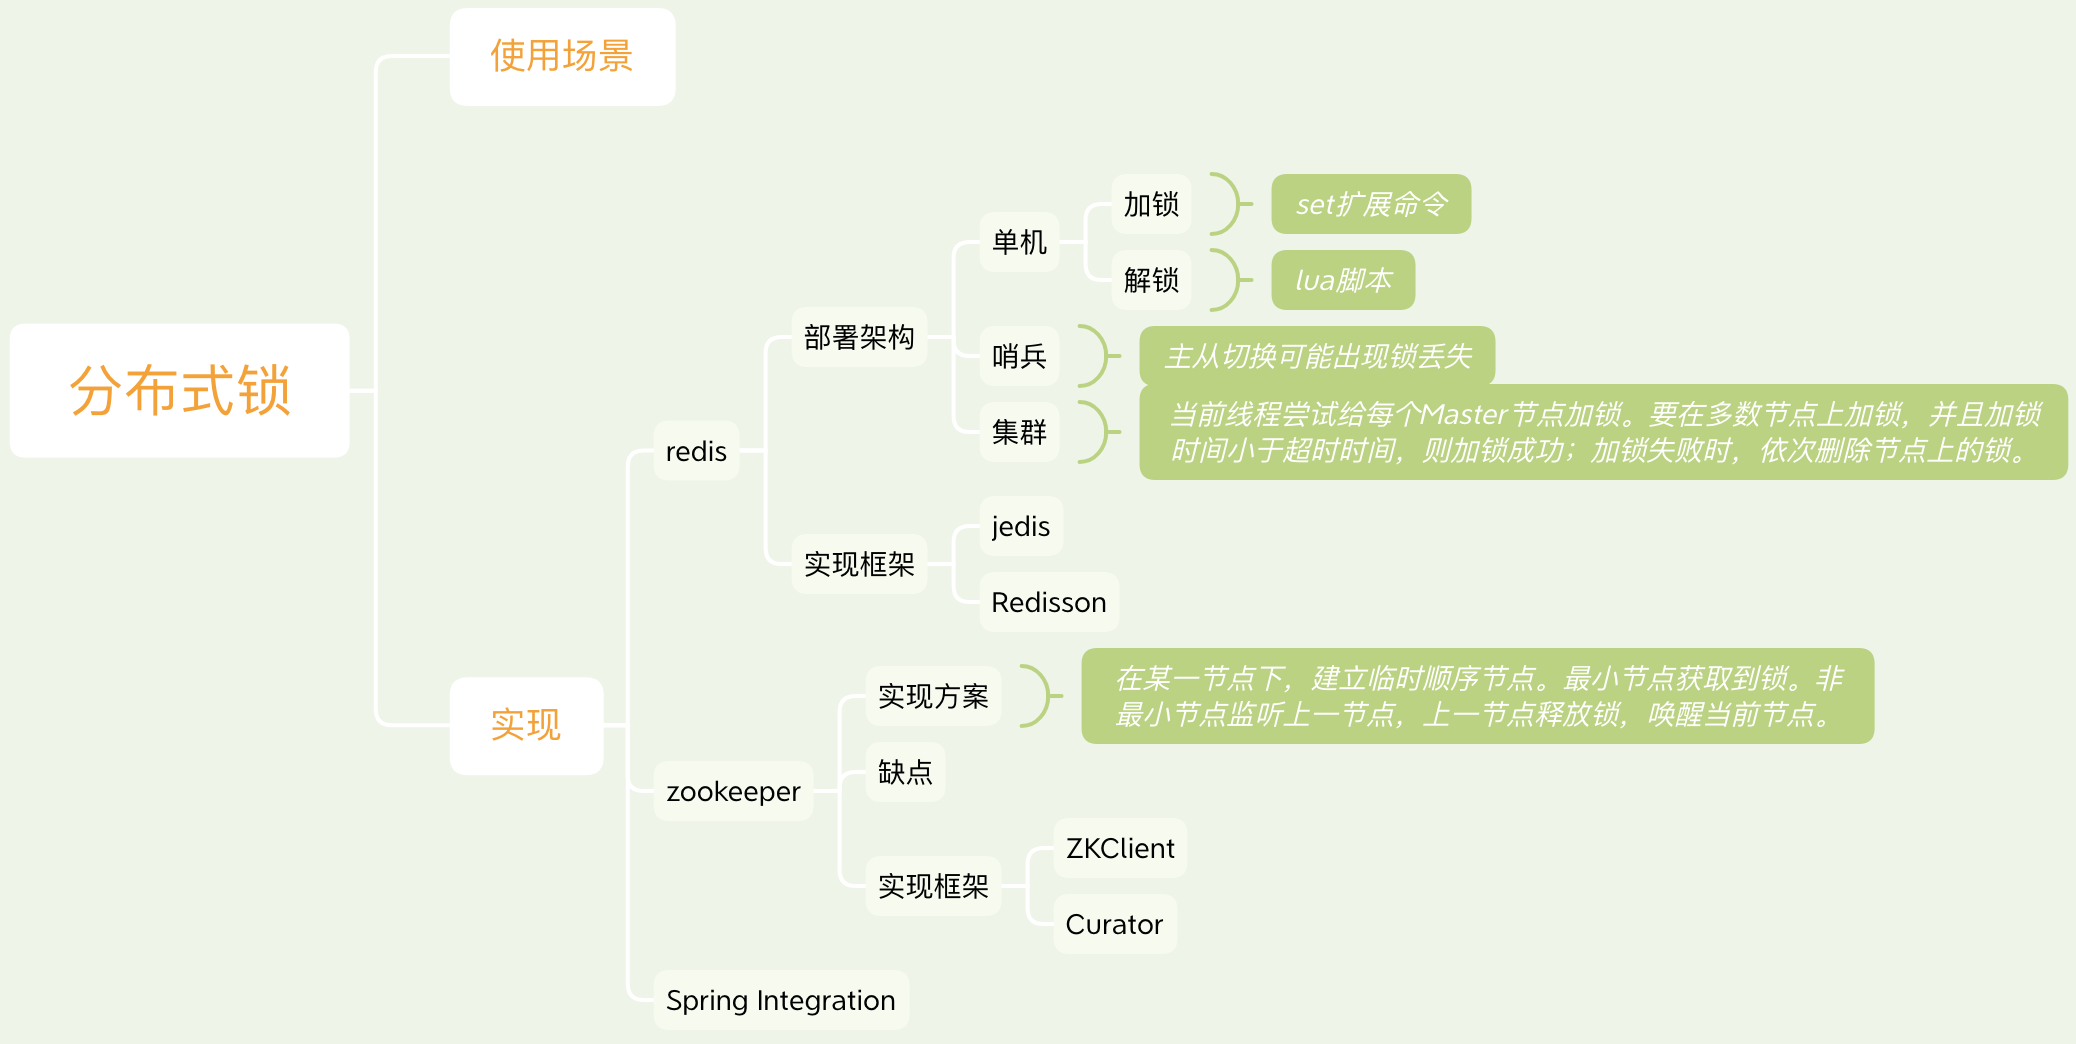 使用场景
分布式锁
实现
redis
部署架构
单机
加锁
set扩展命令
解锁
lua脚本
哨兵
主从切换可能出现锁丢失
集群
当前线程尝试给每个Master节点加锁。要在多数节点上加锁，并且加锁
时间小于超时时间，则加锁成功；加锁失败时，依次删除节点上的锁。
实现框架
jedis
Redisson
zookeeper
实现方案
在某一节点下，建立临时顺序节点。最小节点获取到锁。非
最小节点监听上一节点，上一节点释放锁，唤醒当前节点。
缺点
实现框架
ZKClient
Curator
Spring Integration